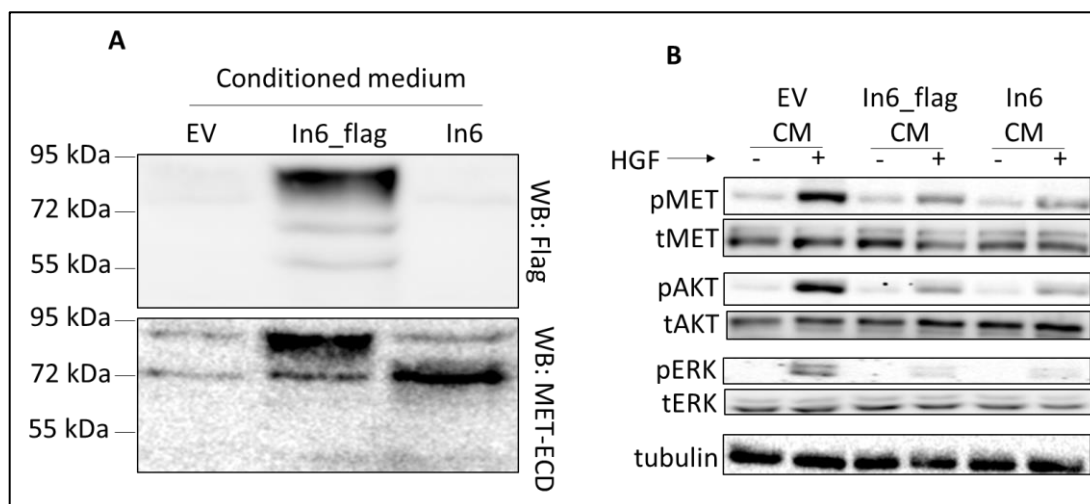 A
Conditioned medium
EV In6_flag In6
95 kDa
72 kDa
55 kDa
WB: Flag
95 kDa
72 kDa
55 kDa
WB: MET-ECD
B
EV In6_flag In6
CM CM CM
HGF - + - + - +
pMET
tMET
pAKT
tAKT
pERK
tERK
tubulin